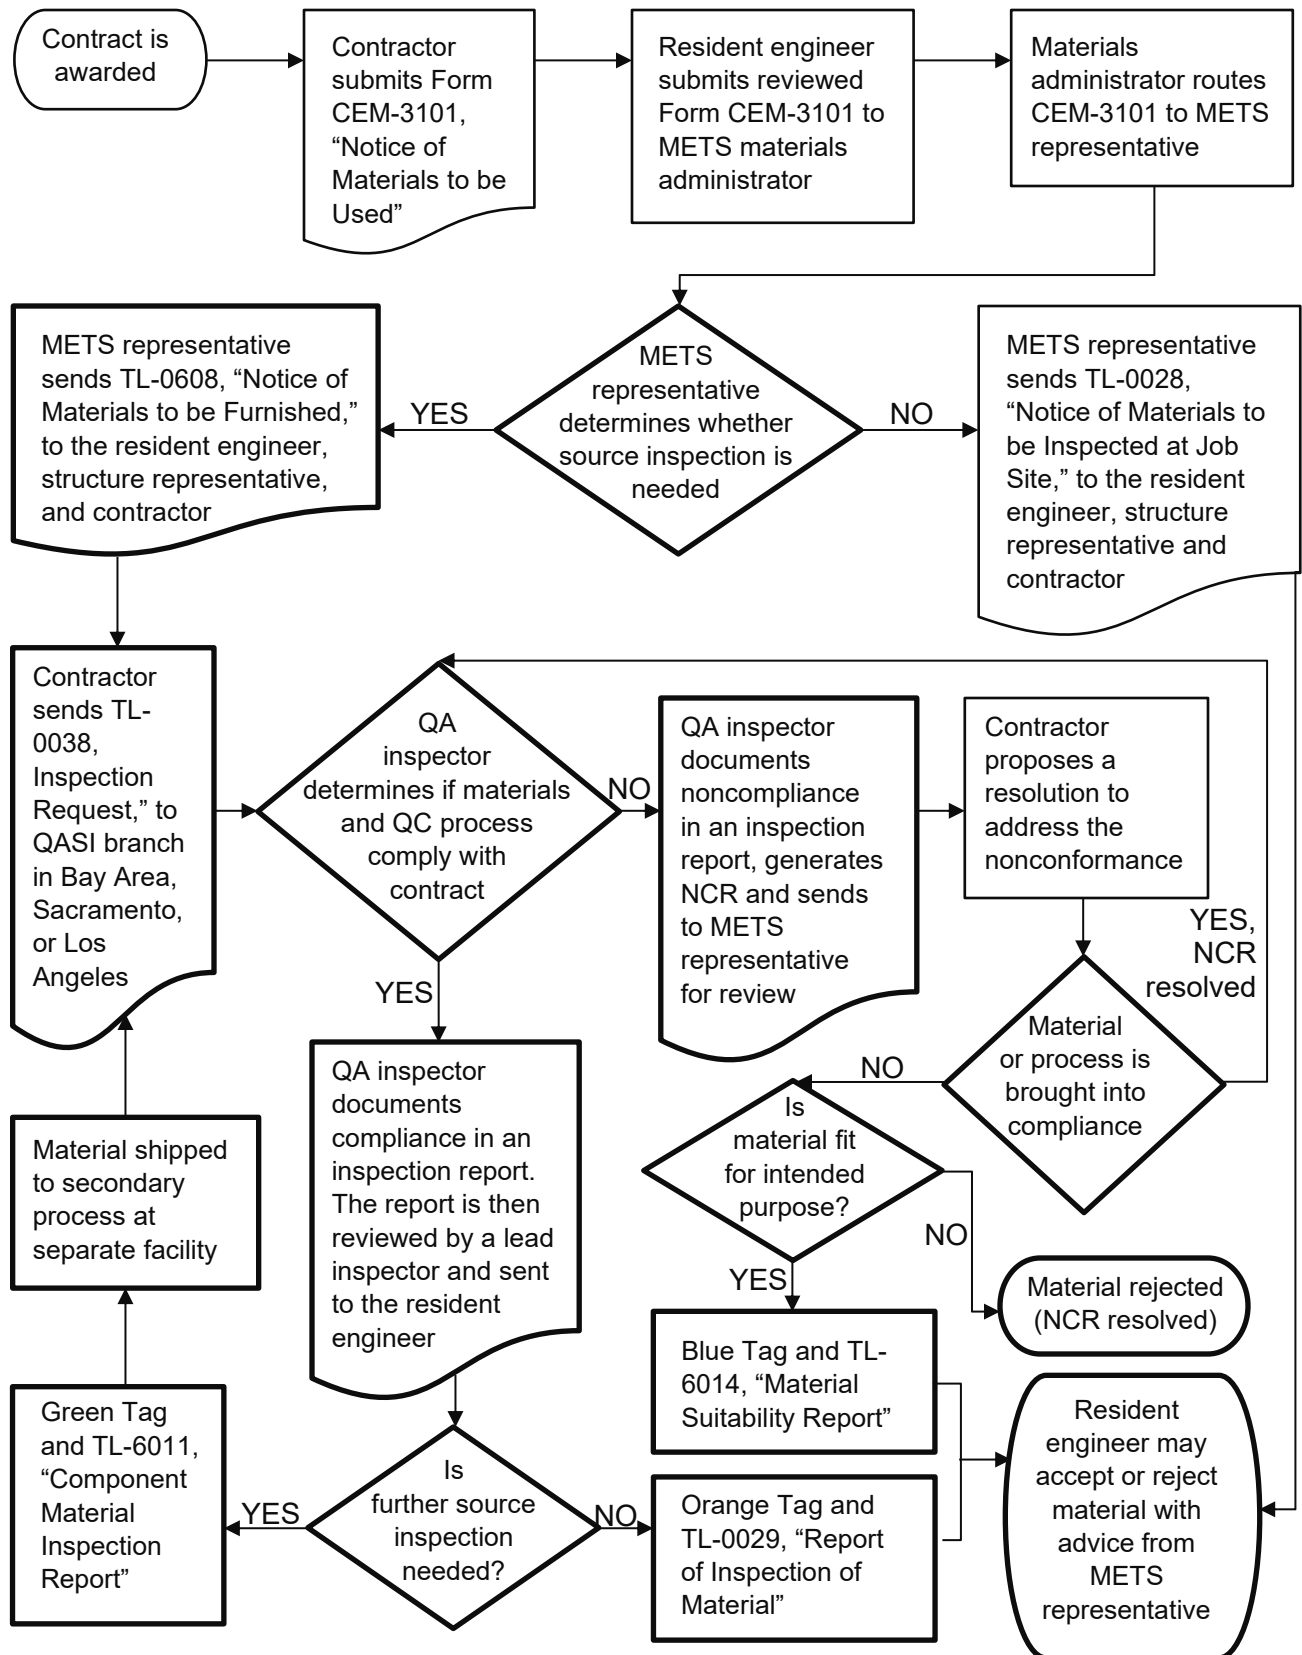 Contract is
awarded
Contractor
submits Form
CEM-3101,
“Notice of
Materials to be
Used”
Resident engineer
submits reviewed
Form CEM-3101 to
METS materials
administrator
Materials
administrator routes
CEM-3101 to METS
representative
METS representative
sends TL-0608, “Notice of
Materials to be Furnished,”
to the resident engineer,
structure representative,
and contractor
YES
METS
representative
determines whether
source inspection is
needed
NO
METS representative
sends TL-0028,
“Notice of Materials to
be Inspected at Job
Site,” to the resident
engineer, structure
representative and
contractor
Contractor
sends TL-
0038,
Inspection
Request,” to
QASI branch
in Bay Area,
Sacramento,
or Los
Angeles
QA
inspector
determines if materials
and QC process
comply with
contract
NO
QA inspector
documents
noncompliance
in an inspection
report, generates
NCR and sends
to METS
representative
for review
Contractor
proposes a
resolution to
address the
nonconformance
YES,
NCR
resolved
YES
Material
or process is
brought into
compliance
NO
QA inspector
documents
compliance in an
inspection report.
The report is then
reviewed by a lead
inspector and sent
to the resident
engineer
Is
material fit
for intended
purpose?
NO
YES
Material rejected
(NCR resolved)
Material shipped
to secondary
process at
separate facility
Blue Tag and TL-
6014, “Material
Suitability Report”
Resident
engineer may
accept or reject
material with
advice from
METS
representative
Green Tag
and TL-6011,
“Component
Material
Inspection
Report”
YES
Is
further source
inspection
needed?
NO
Orange Tag and
TL-0029, “Report
of Inspection of
Material”